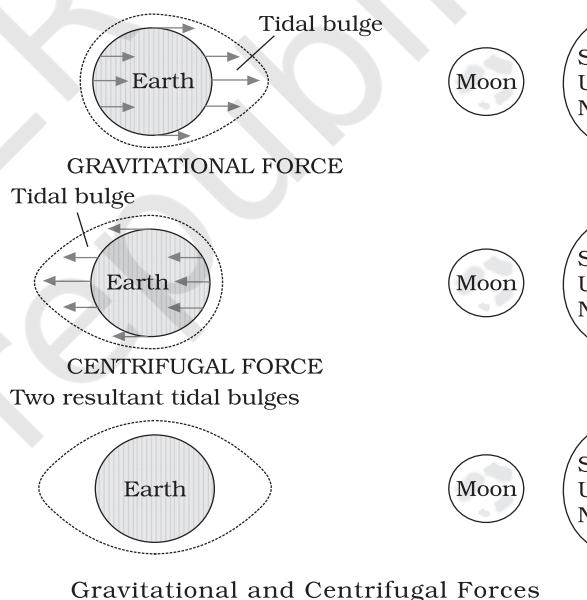 Tidal bulge
Earth
Moon
S
U
N
GRAVITATIONAL FORCE
Tidal bulge
Earth
Moon
S
U
N
CENTRIFUGAL FORCE
Two resultant tidal bulges
Earth
Moon
S
U
N
Gravitational and Centrifugal Forces